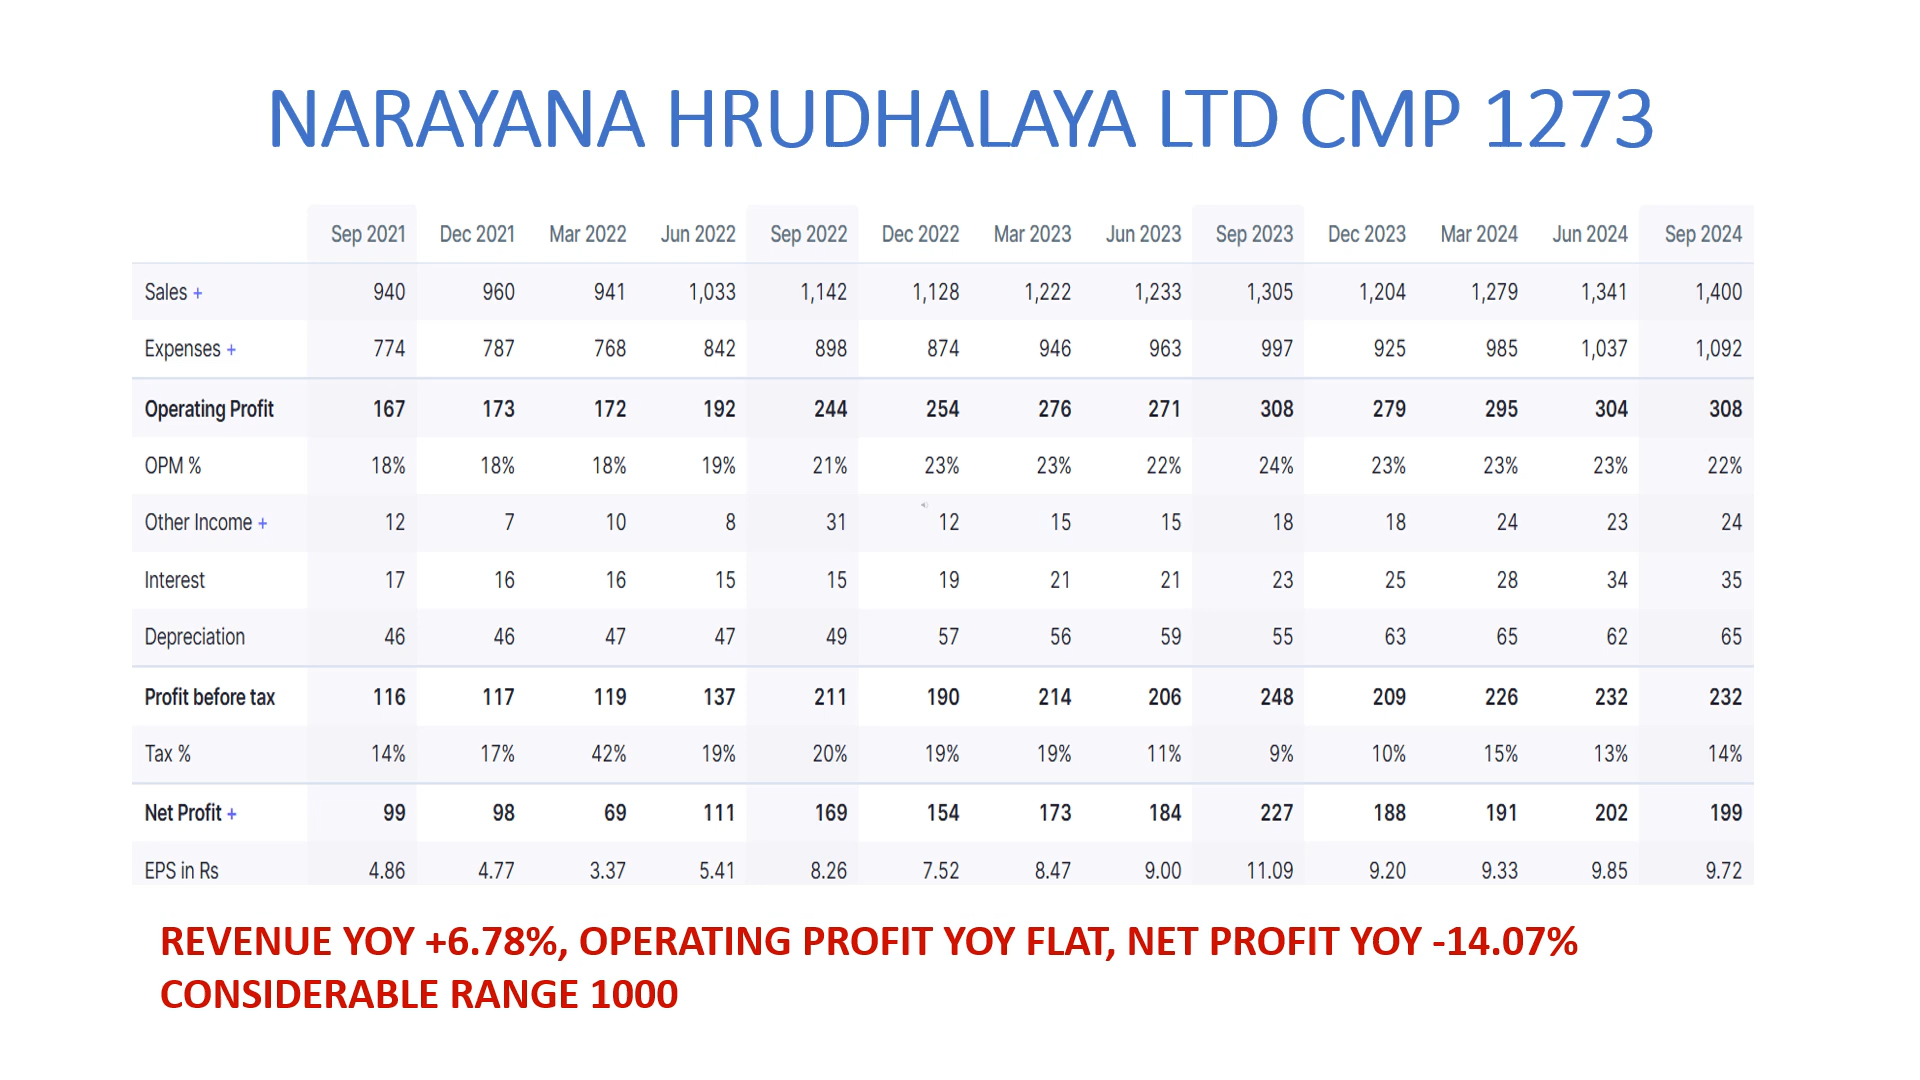 NARAYANA HRUDHALAYA LTD CMP 1273
Sep 2021 Dec 2021 Mar 2022 Jun 2022 Sep 2022 Dec 2022 Mar 2023 Jun 2023 Sep 2023 Dec 2023 Mar 2024 Jun 2024 Sep 2024
Sales + 940 960 941 1,033 1,142 1,128 1,222 1,233 1,305 1,204 1,279 1,341 1,400
Expenses + 774 787 768 842 898 874 946 963 997 925 985 1,037 1,092
Operating Profit 167 173 172 192 244 254 276 271 308 279 295 304 308
OPM % 18% 18% 18% 19% 21% 23% 23% 22% 24% 23% 23% 23% 22%
Other Income + 12 7 10 8 31 12 15 15 18 18 24 23 24
Interest 17 16 16 15 15 19 21 21 23 25 28 34 35
Depreciation 46 46 47 47 49 57 56 59 55 63 65 62 65
Profit before tax 116 117 119 137 211 190 214 206 248 209 226 232 232
Tax % 14% 17% 42% 19% 20% 19% 19% 11% 9% 10% 15% 13% 14%
Net Profit + 99 98 69 111 169 154 173 184 227 188 191 202 199
EPS in Rs 4.86 4.77 3.37 5.41 8.26 7.52 8.47 9.00 11.09 9.20 9.33 9.85 9.72
REVENUE YOY +6.78%, OPERATING PROFIT YOY FLAT, NET PROFIT YOY -14.07%
CONSIDERABLE RANGE 1000